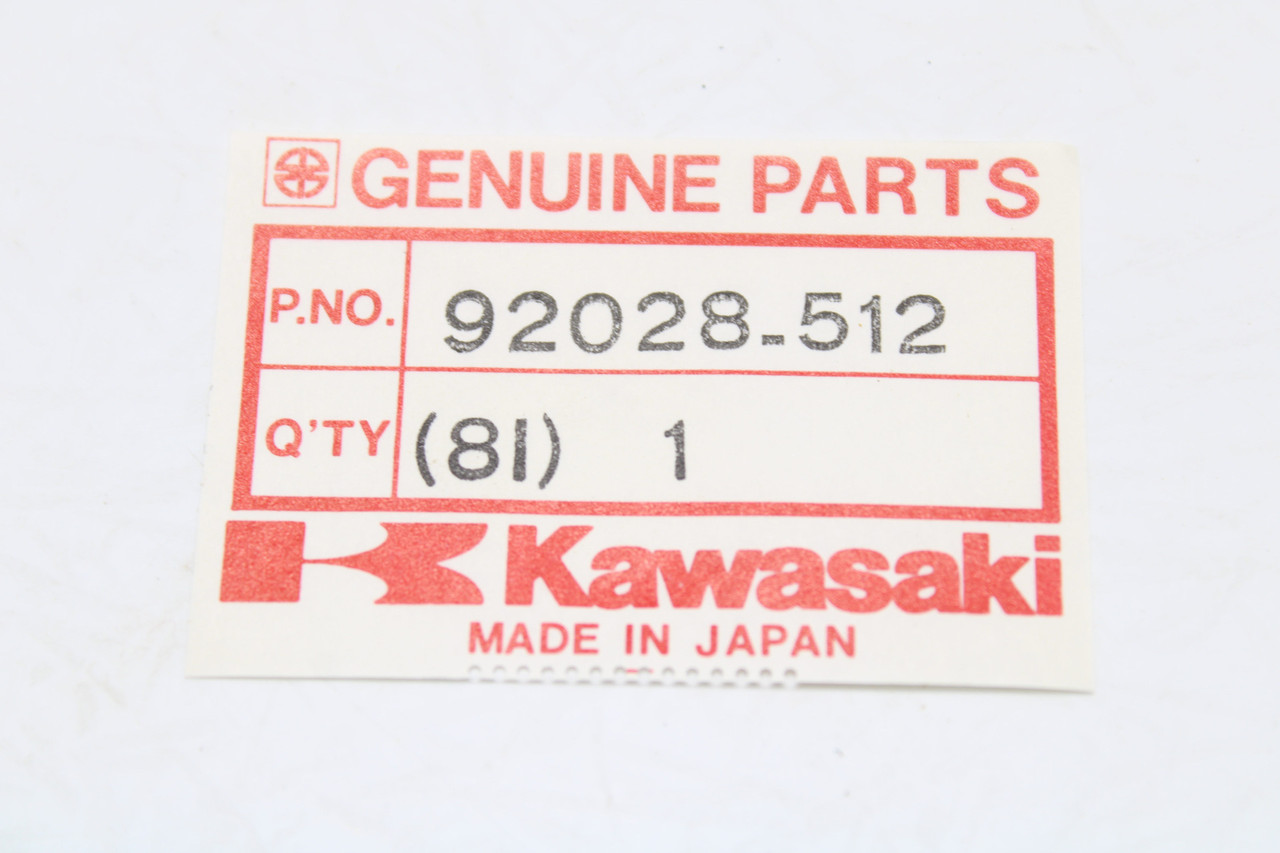 GENUINE PARTS
P.NO. 92028-512
Q'TY (81) 1
Kawasaki
MADE IN JAPAN